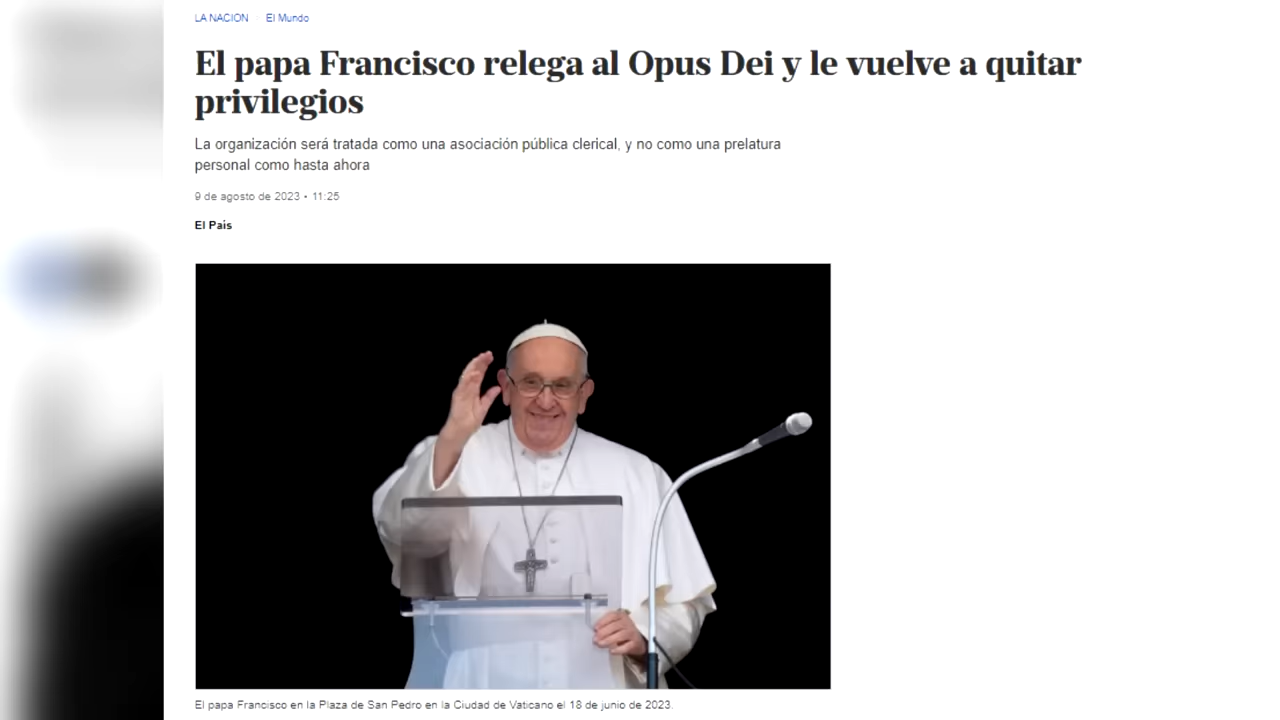 LA NACION El Mundo
El papa Francisco relega al Opus Dei y le vuelve a quitar
privilegios
La organización será tratada como una asociación pública clerical, y no como una prelatura
personal como hasta ahora
9 de agosto de 2023 • 11:25
El Pais
El papa Francisco en la Plaza de San Pedro en la Ciudad de Vaticano el 18 de junio de 2023.